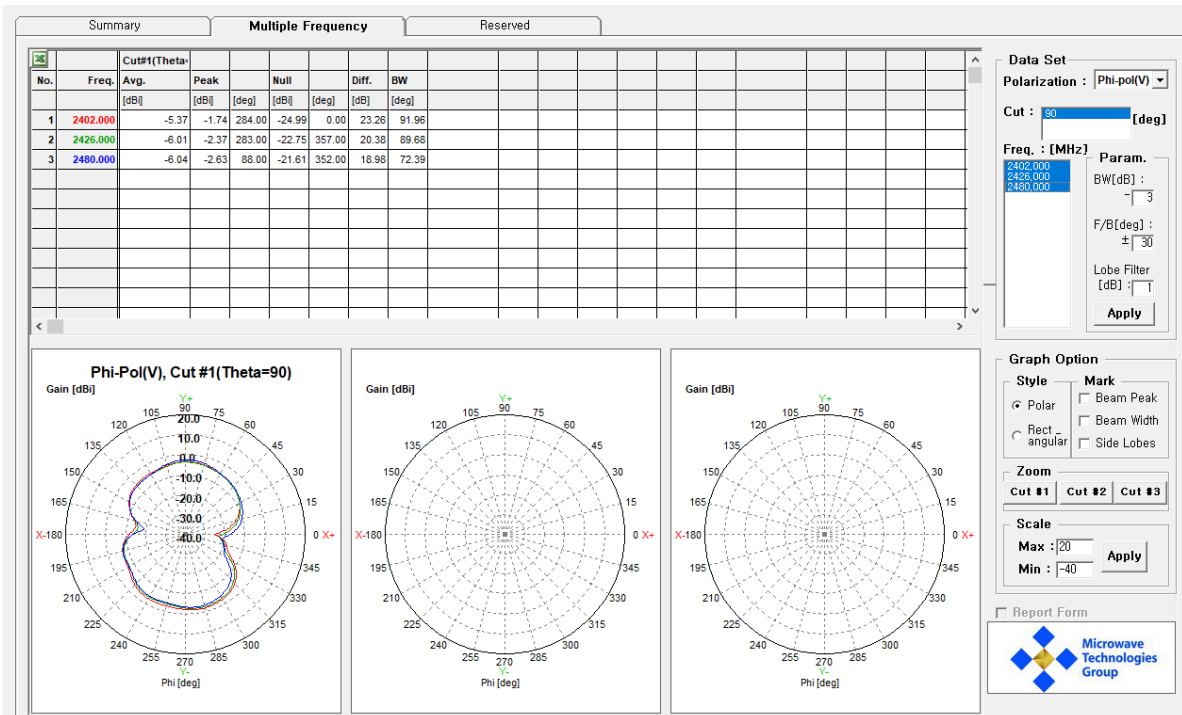 Summary Multiple Frequency Reserved
Cut#1(Theta=
No. Freq. Avg. Peak Null Diff. BW
[dBi] [dBi] [deg] [dBi] [deg] [dB] [deg]
1 2402.000 -5.37 -1.74 284.00 -24.99 0.00 23.26 91.96
2 2426.000 -6.01 -2.37 283.00 -22.75 357.00 20.38 89.68
3 2480.000 -6.04 -2.63 88.00 -21.61 352.00 18.98 72.39
Data Set
Polarization : Phi-pol(V)
Cut : 90 [deg]
Freq. : [MHz]
2402,000
2426,000
2480,000
Param.
BW[dB] :
- 3
F/B[deg] :
± 30
Lobe Filter
[dB] : 1
Apply
Phi-Pol(V), Cut #1(Theta=90)
Gain [dBi]
Y+
90
105 75
120 60
135 45
150 30
165 15
X-180 0 X+
195 345
210 330
225 315
240 300
255 285
270
Y-
Phi [deg]
20.0
10.0
0.0
-10.0
-20.0
-30.0
-40.0
Gain [dBi]
Y+
90
105 75
120 60
135 45
150 30
165 15
X-180 0 X+
195 345
210 330
225 315
240 300
255 285
270
Y-
Phi [deg]
Gain [dBi]
Y+
90
105 75
120 60
135 45
150 30
165 15
X-180 0 X+
195 345
210 330
225 315
240 300
255 285
270
Y-
Phi [deg]
Graph Option
Style Mark
Polar
Rect _
angular
Beam Peak
Beam Width
Side Lobes
Zoom
Cut #1 Cut #2 Cut #3
Scale
Max : 20
Min : -40
Apply
Report Form
Microwave
Technologies
Group